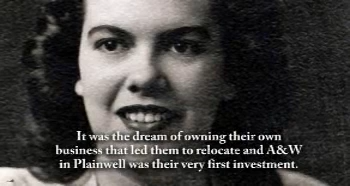 It was the dream of owning their own
business that led them to relocate and A&W
in Plainwell was their very first investment.